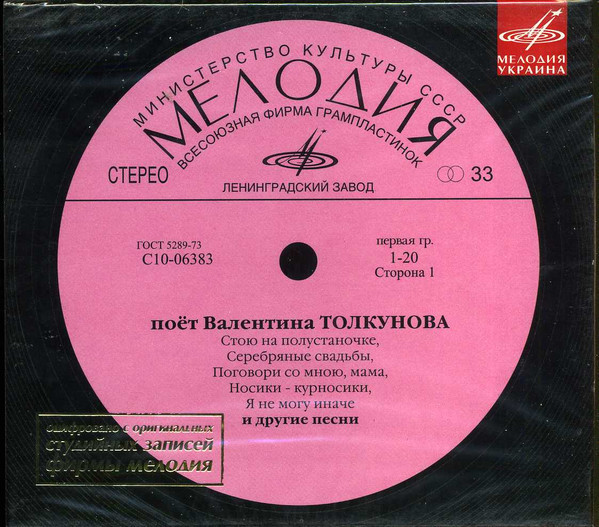 МИНИСТЕРСТВО КУЛЬТУРЫ СССР
МЕЛОДИЯ
ВСЕСОЮЗНАЯ ФИРМА ГРАМПЛАСТИНОК
МЕЛОДИЯ
УКРАИНА
СТЕРЕО
33
ЛЕНИНГРАДСКИЙ ЗАВОД
ГОСТ 5289-73
С10-06383
первая гр.
1-20
Сторона 1
поёт Валентина ТОЛКУНОВА
Стою на полустаночке,
Серебряные свадьбы,
Поговори со мною, мама,
Носики - курносики,
Я не могу иначе
и другие песни
оцифровано с оригинальных
студийных записей
фирмы мелодия